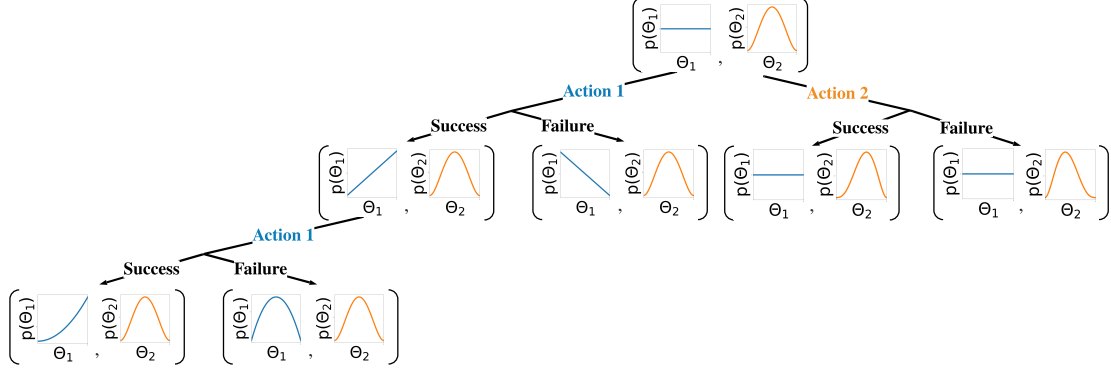 p(Θ₁) p(Θ₂)
Θ₁ , Θ₂
Action 1 Action 2
Success Failure Success Failure
p(Θ₁) p(Θ₂) p(Θ₁) p(Θ₂) p(Θ₁) p(Θ₂) p(Θ₁) p(Θ₂)
Θ₁ , Θ₂ Θ₁ , Θ₂ Θ₁ , Θ₂ Θ₁ , Θ₂
Action 1
Success Failure
p(Θ₁) p(Θ₂) p(Θ₁) p(Θ₂)
Θ₁ , Θ₂ Θ₁ , Θ₂